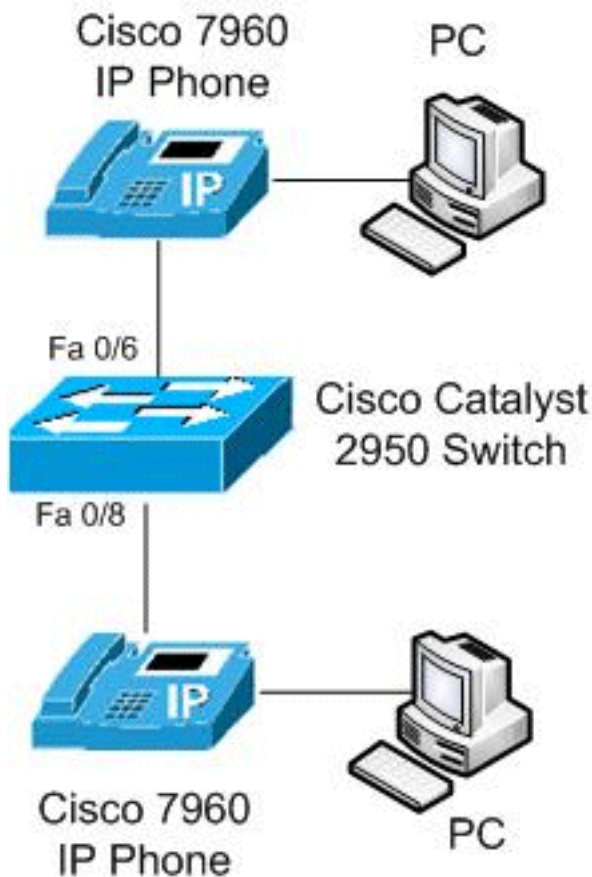 Cisco 7960
IP Phone
PC
IP
Fa 0/6
Cisco Catalyst
2950 Switch
Fa 0/8
IP
Cisco 7960
IP Phone
PC